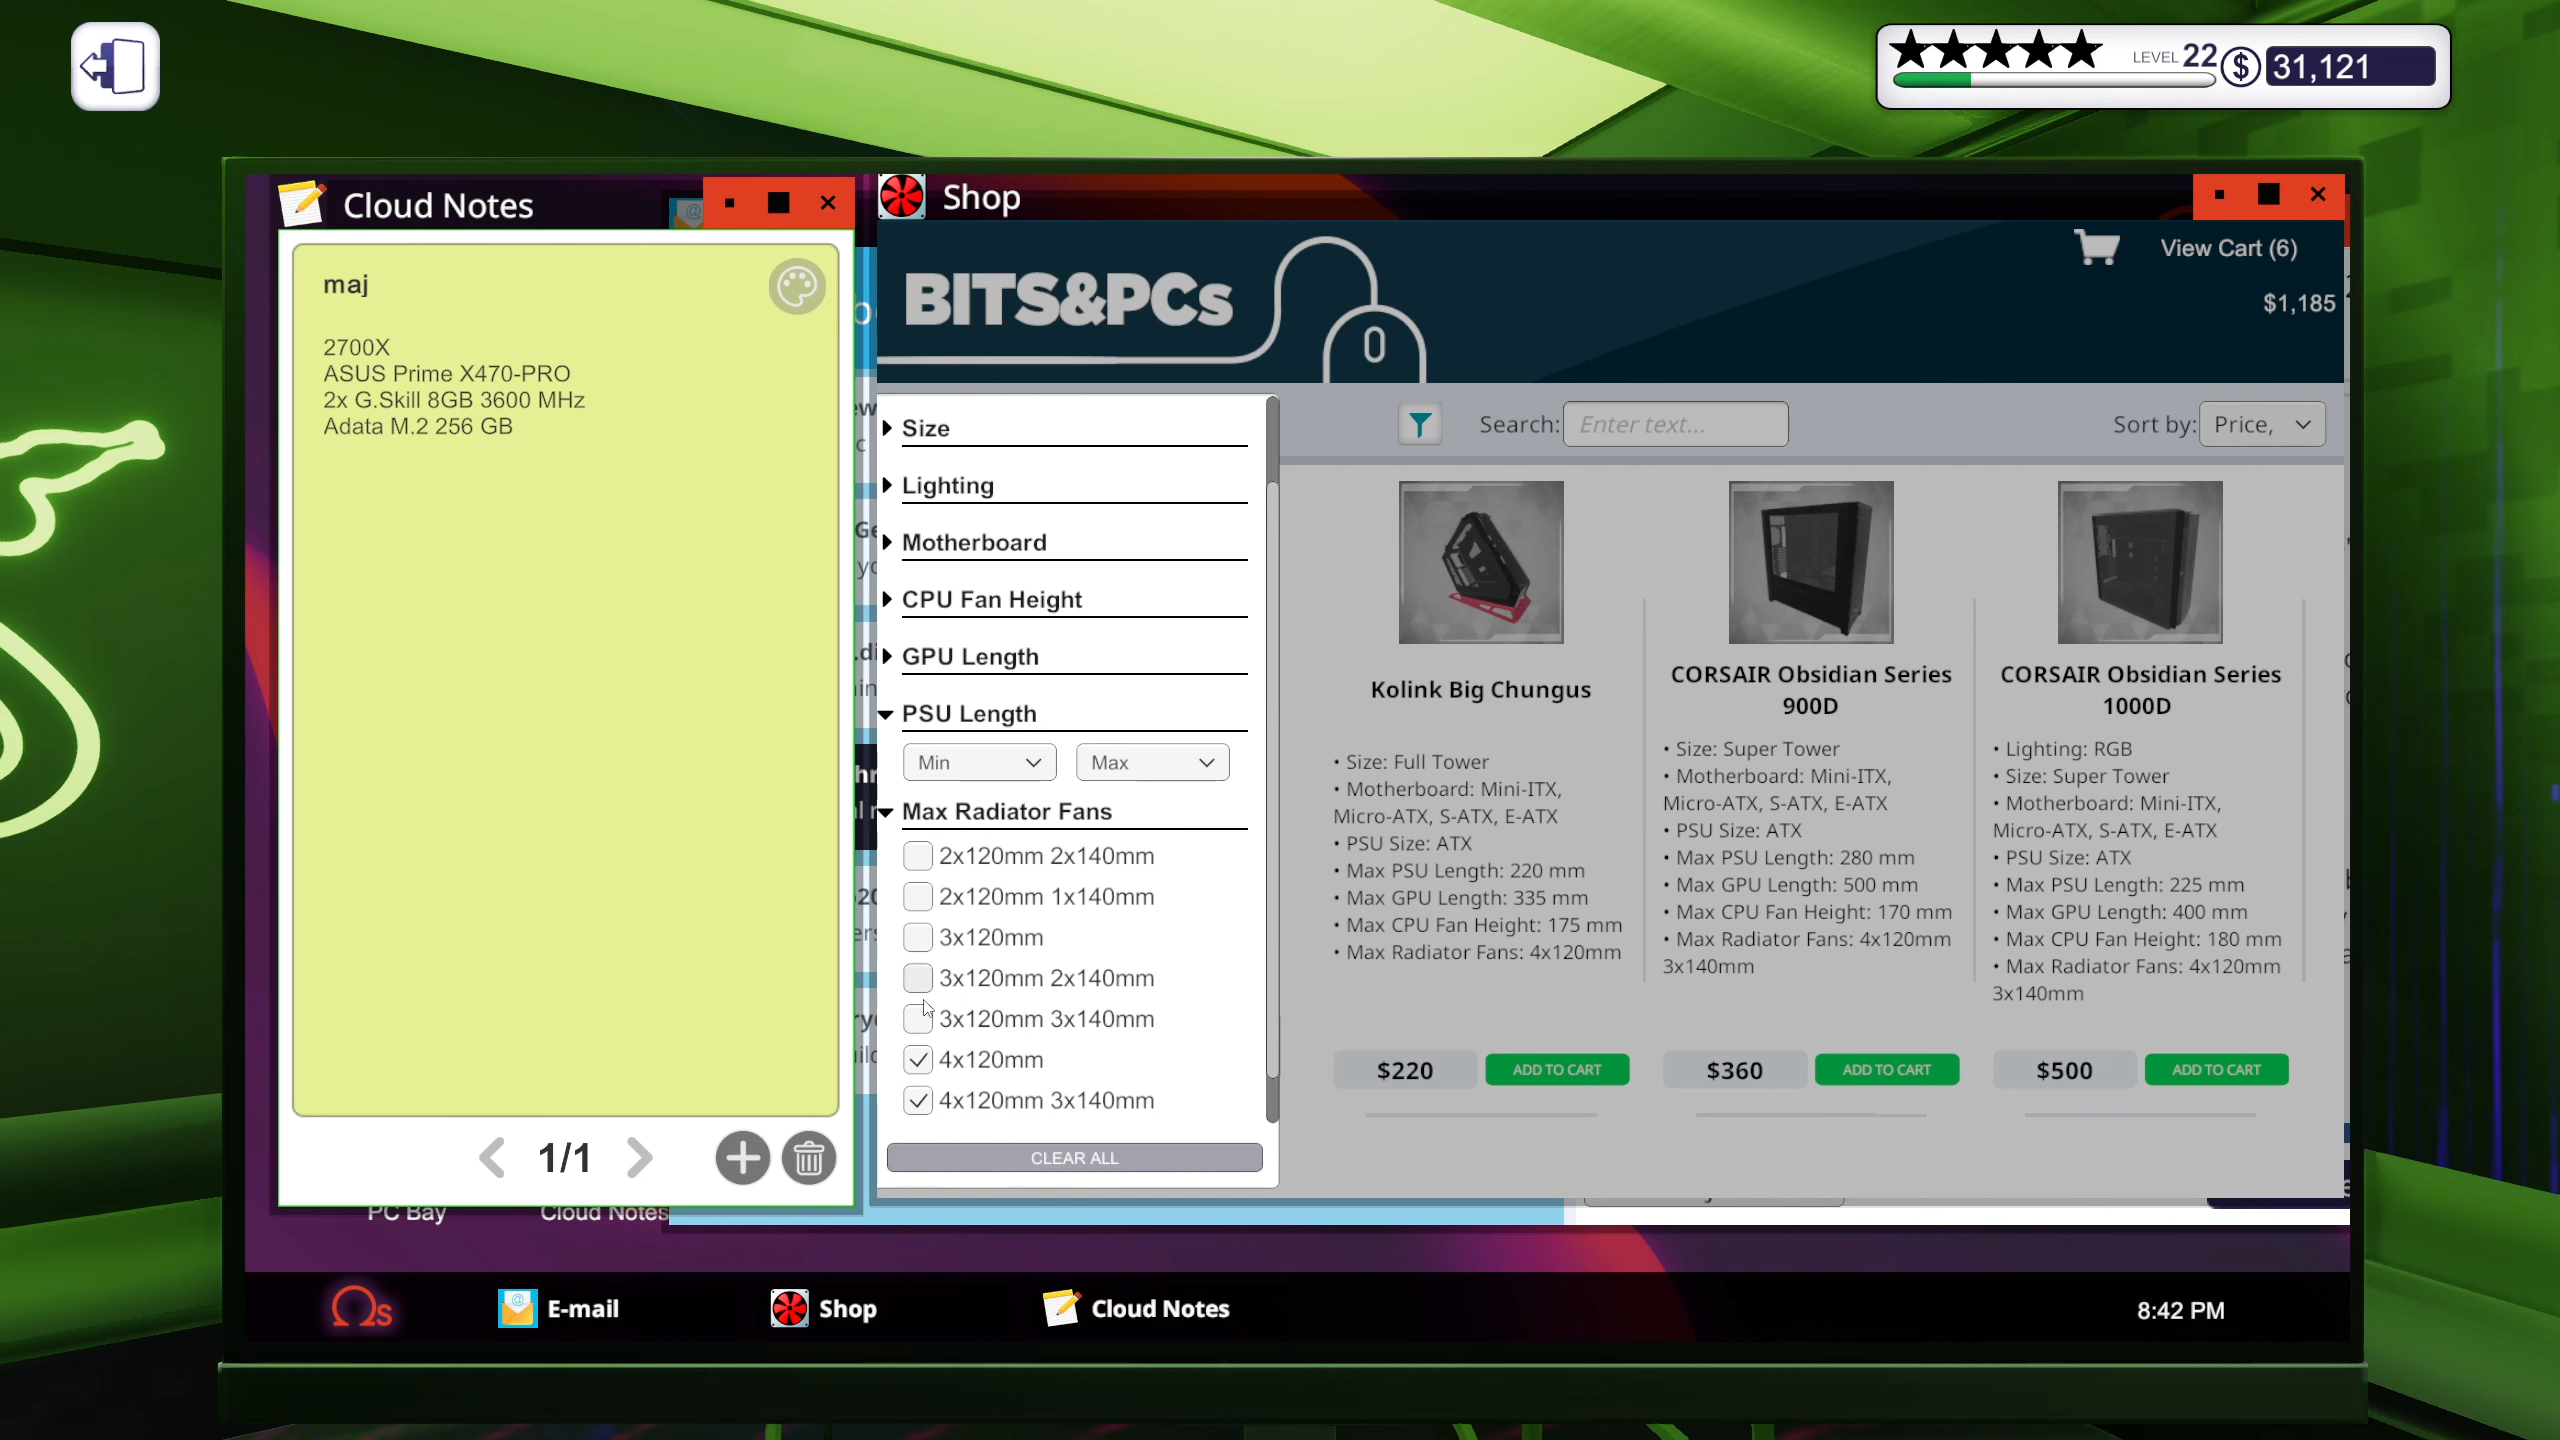 LEVEL 22
$ 31,121
Cloud Notes
maj
2700X
ASUS Prime X470-PRO
2x G.Skill 8GB 3600 MHz
Adata M.2 256 GB
1/1
Shop
BITS&PCs
View Cart (6)
$1,185
Search: Enter text...
Sort by: Price,
Size
Lighting
Motherboard
CPU Fan Height
GPU Length
PSU Length
Min
Max
Max Radiator Fans
2x120mm 2x140mm
2x120mm 1x140mm
3x120mm
3x120mm 2x140mm
3x120mm 3x140mm
4x120mm
4x120mm 3x140mm
CLEAR ALL
Kolink Big Chungus
• Size: Full Tower
• Motherboard: Mini-ITX,
Micro-ATX, S-ATX, E-ATX
• PSU Size: ATX
• Max PSU Length: 220 mm
• Max GPU Length: 335 mm
• Max CPU Fan Height: 175 mm
• Max Radiator Fans: 4x120mm
$220
ADD TO CART
CORSAIR Obsidian Series
900D
• Size: Super Tower
• Motherboard: Mini-ITX,
Micro-ATX, S-ATX, E-ATX
• PSU Size: ATX
• Max PSU Length: 280 mm
• Max GPU Length: 500 mm
• Max CPU Fan Height: 170 mm
• Max Radiator Fans: 4x120mm
3x140mm
$360
ADD TO CART
CORSAIR Obsidian Series
1000D
• Lighting: RGB
• Size: Super Tower
• Motherboard: Mini-ITX,
Micro-ATX, S-ATX, E-ATX
• PSU Size: ATX
• Max PSU Length: 225 mm
• Max GPU Length: 400 mm
• Max CPU Fan Height: 180 mm
• Max Radiator Fans: 4x120mm
3x140mm
$500
ADD TO CART
PC Bay
Cloud Notes
Ωs
E-mail
Shop
Cloud Notes
8:42 PM